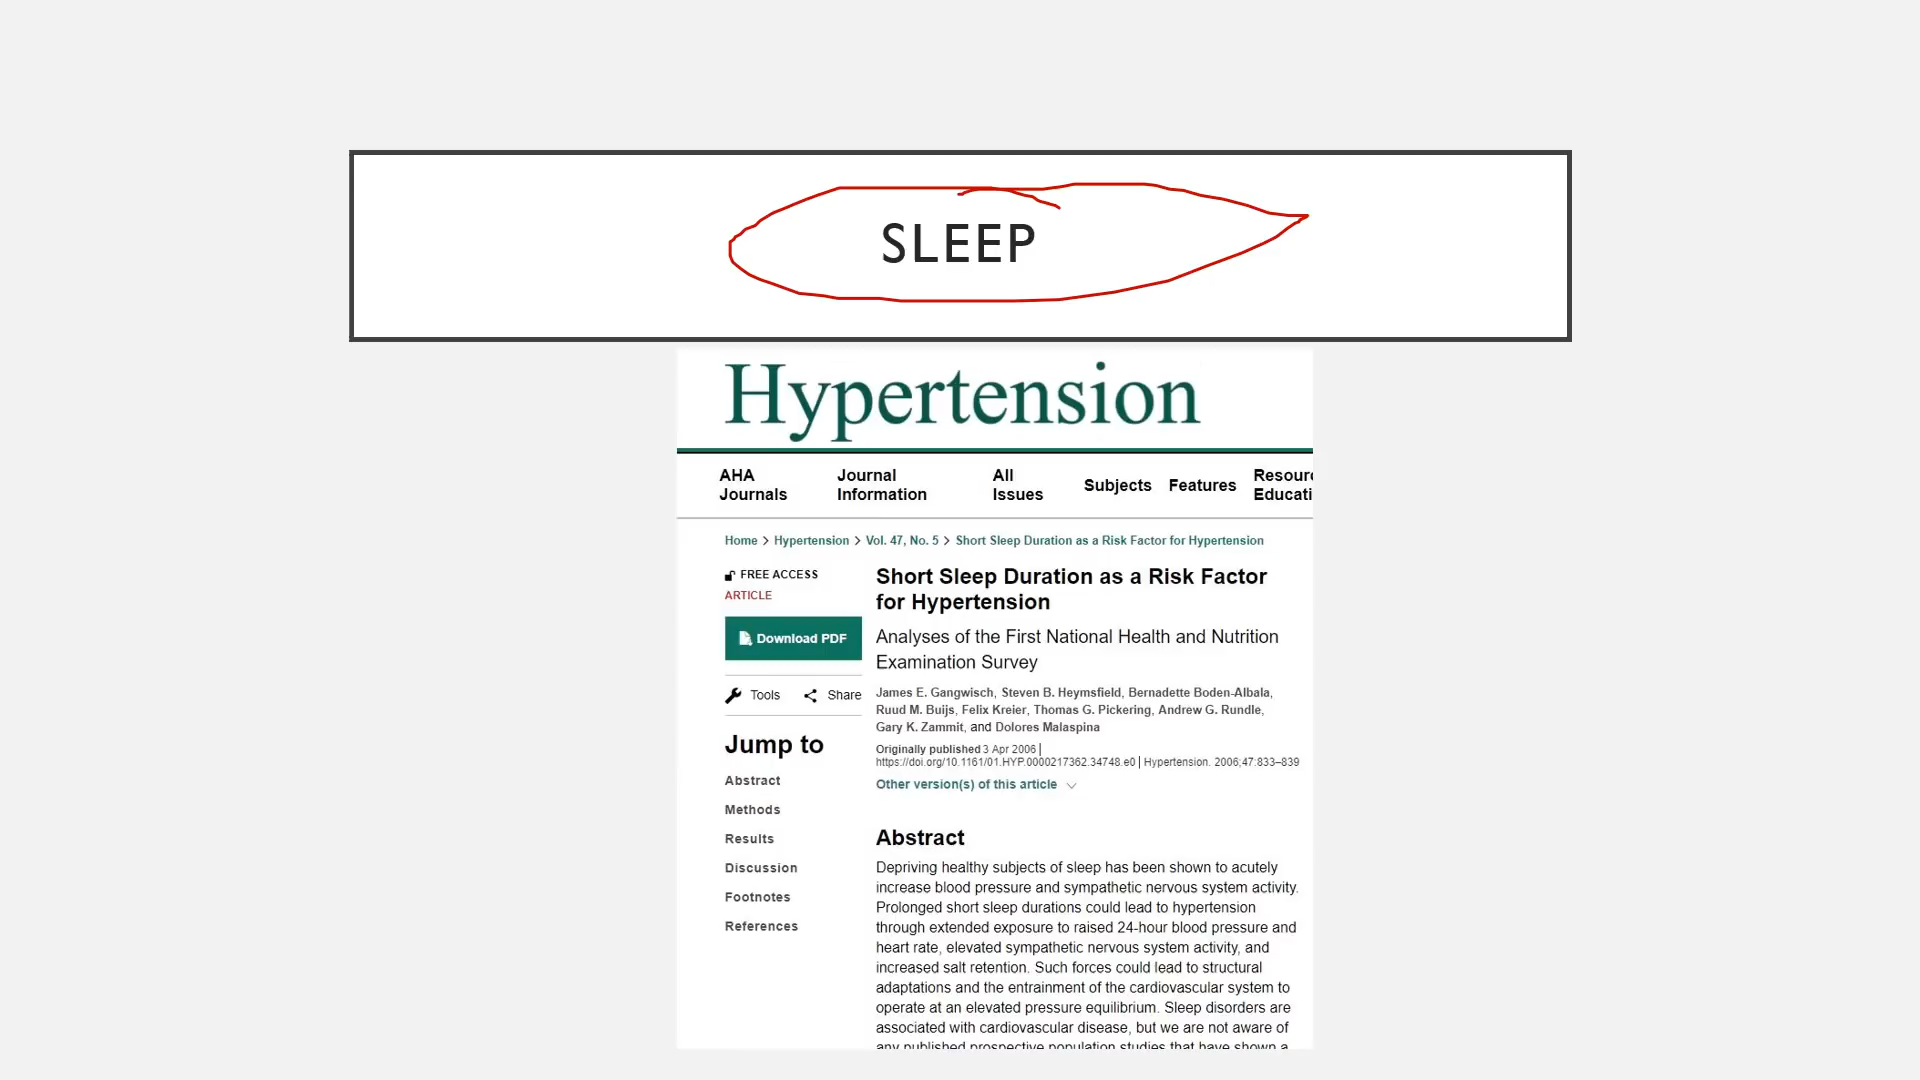 SLEEP
Hypertension
AHA Journals
Journal Information
All Issues
Subjects
Features
Home > Hypertension > Vol. 47, No. 5 > Short Sleep Duration as a Risk Factor for Hypertension
FREE ACCESS
ARTICLE
Download PDF
Tools
Share
Jump to
Abstract
Methods
Results
Discussion
Footnotes
References
Short Sleep Duration as a Risk Factor
for Hypertension
Analyses of the First National Health and Nutrition
Examination Survey
James E. Gangwisch, Steven B. Heymsfield, Bernadette Boden-Albala,
Ruud M. Buijs, Felix Kreier, Thomas G. Pickering, Andrew G. Rundle,
Gary K. Zammit, and Dolores Malaspina
Originally published 3 Apr 2006 |
https://doi.org/10.1161/01.HYP.0000217362.34748.e0 | Hypertension. 2006;47:833–839
Other version(s) of this article
Abstract
Depriving healthy subjects of sleep has been shown to acutely
increase blood pressure and sympathetic nervous system activity.
Prolonged short sleep durations could lead to hypertension
through extended exposure to raised 24-hour blood pressure and
heart rate, elevated sympathetic nervous system activity, and
increased salt retention. Such forces could lead to structural
adaptations and the entrainment of the cardiovascular system to
operate at an elevated pressure equilibrium. Sleep disorders are
associated with cardiovascular disease, but we are not aware of
any published prospective population studies that have shown a